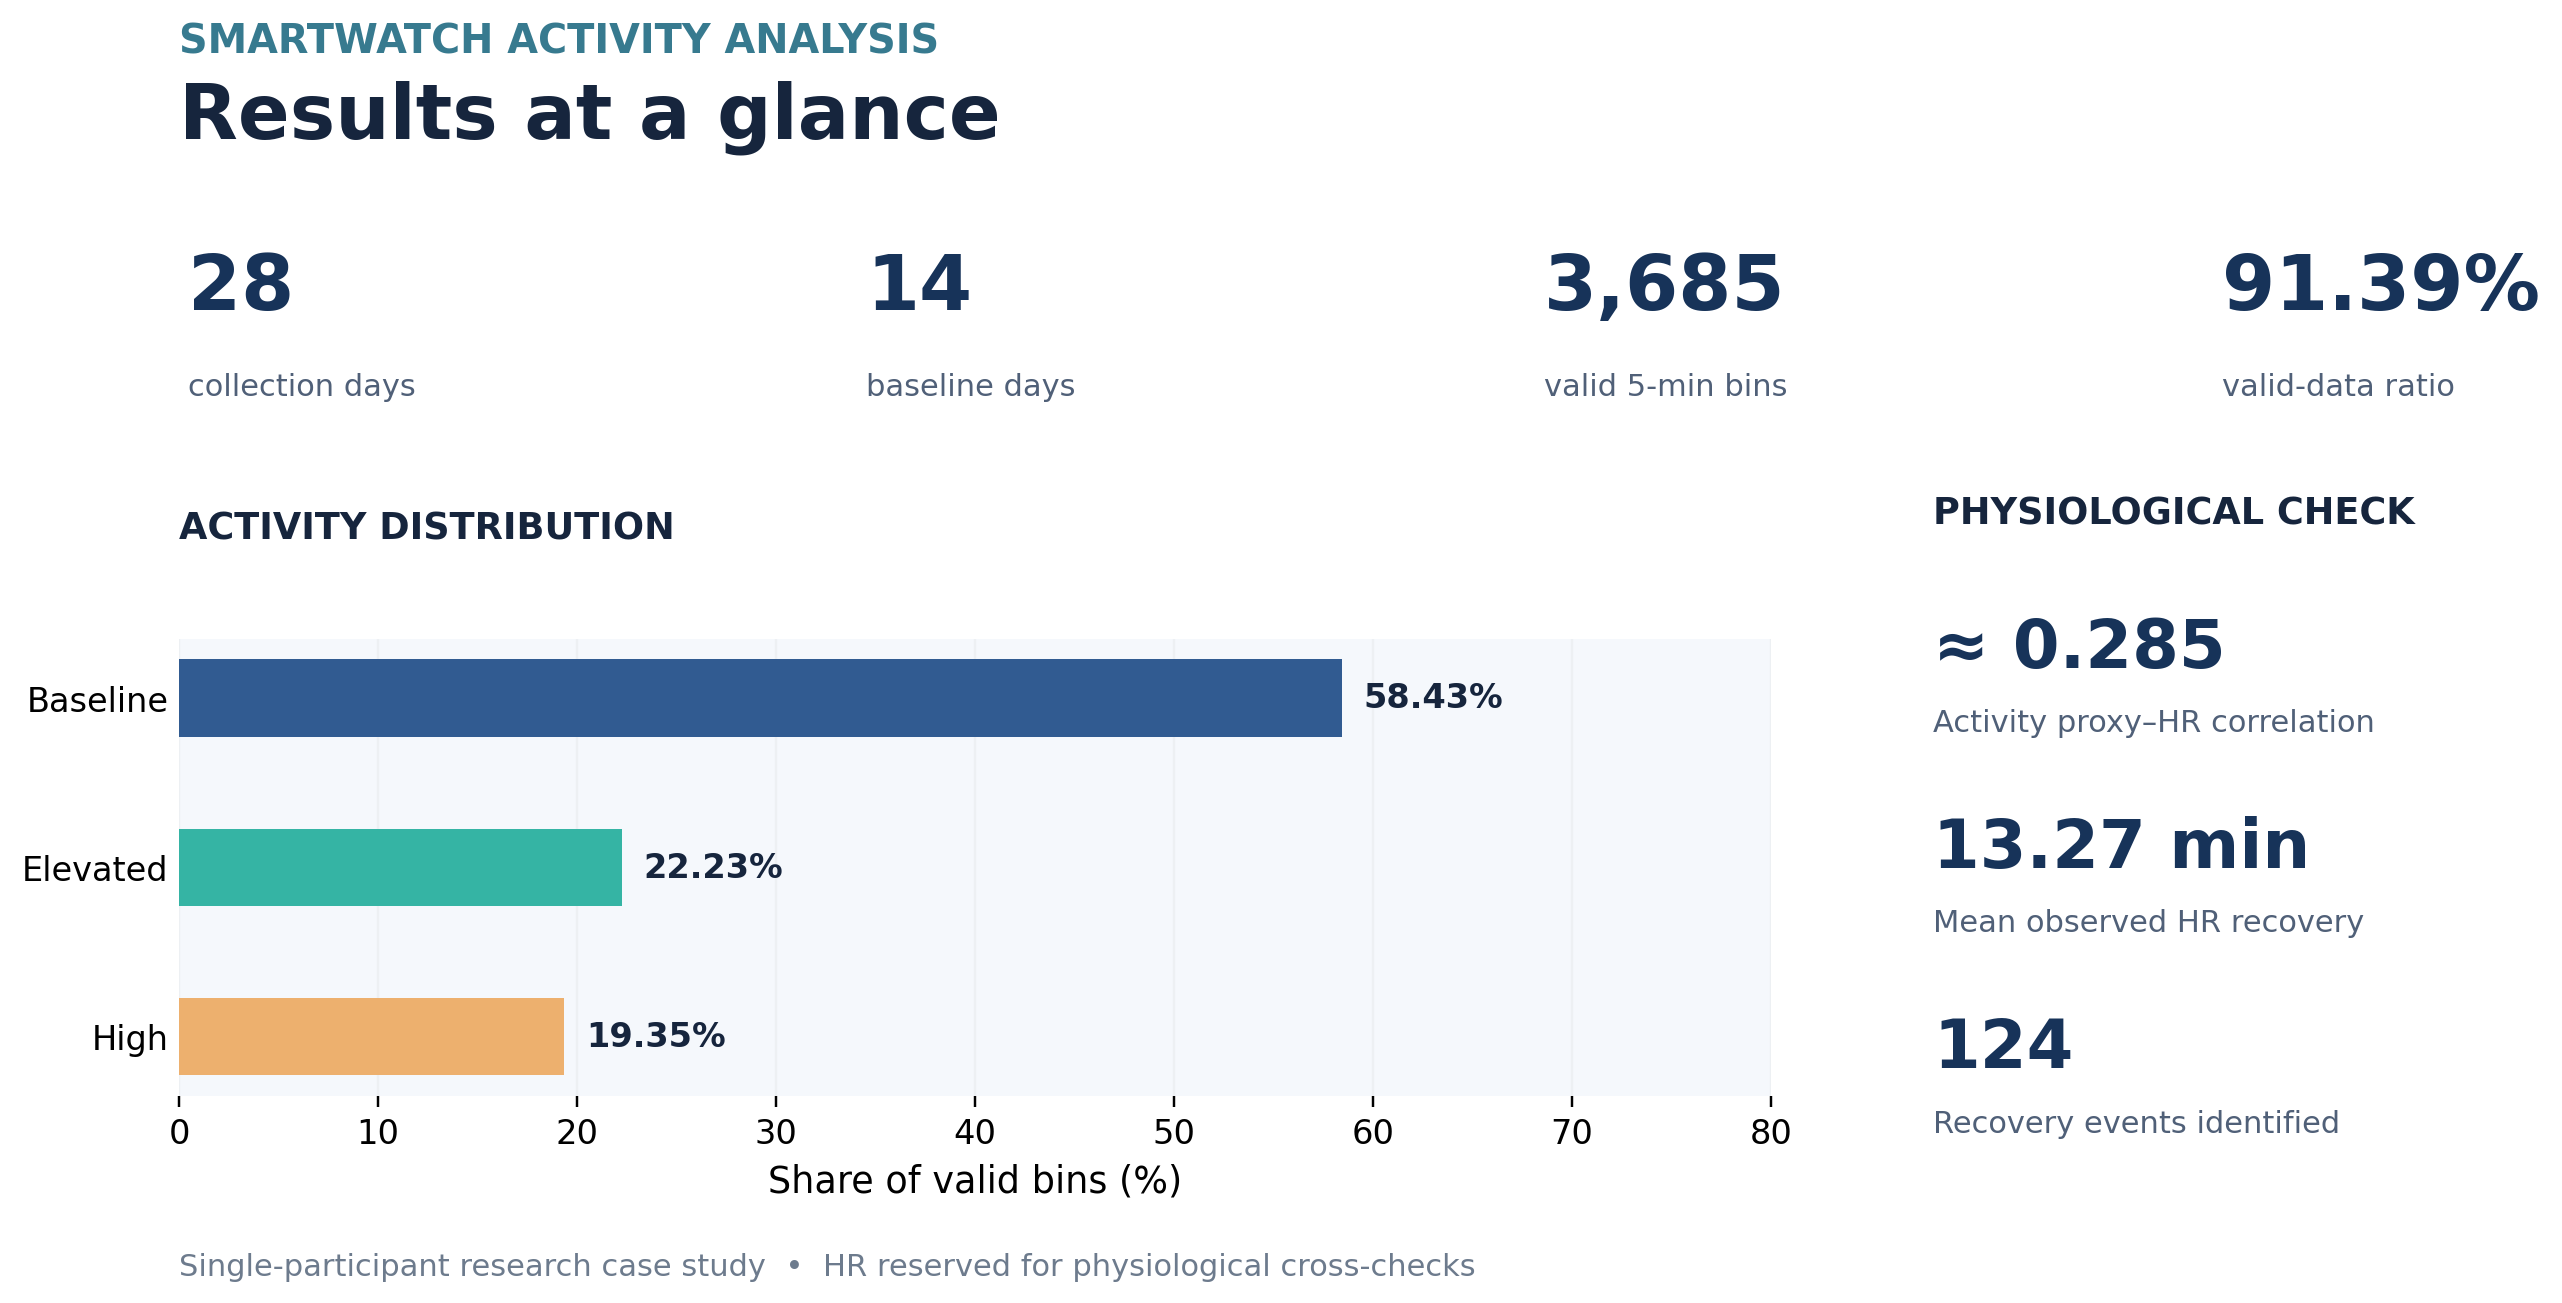 SMARTWATCH ACTIVITY ANALYSIS
Results at a glance
28
collection days
14
baseline days
3,685
valid 5-min bins
91.39%
valid-data ratio
ACTIVITY DISTRIBUTION
Baseline
58.43%
Elevated
22.23%
High
19.35%
0 10 20 30 40 50 60 70 80
Share of valid bins (%)
PHYSIOLOGICAL CHECK
≈ 0.285
Activity proxy–HR correlation
13.27 min
Mean observed HR recovery
124
Recovery events identified
Single-participant research case study • HR reserved for physiological cross-checks